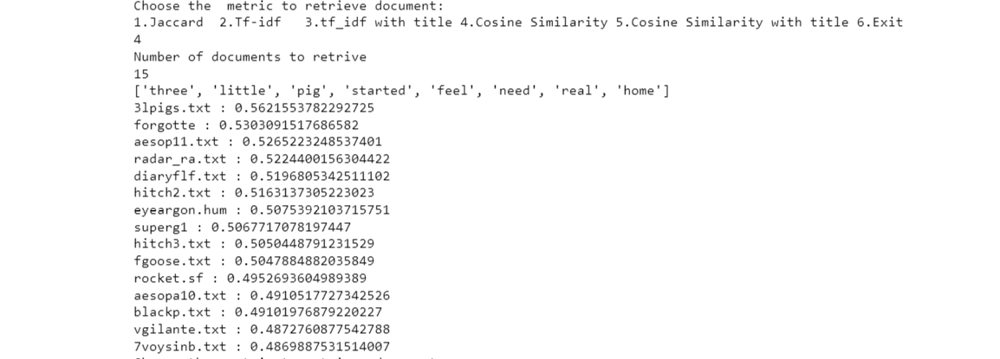 Choose the  metric to retrieve document:
1.Jaccard  2.Tf-idf   3.tf_idf with title 4.Cosine Similarity 5.Cosine Similarity with title 6.Exit
4
Number of documents to retrive
15
['three', 'little', 'pig', 'started', 'feel', 'need', 'real', 'home']
3lpigs.txt : 0.5621553782292725
forgotte : 0.5303091517686582
aesop11.txt : 0.5265223248537401
radar_ra.txt : 0.5224400156304422
diaryflf.txt : 0.5196805342511102
hitch2.txt : 0.5163137305223023
eyeargon.hum : 0.5075392103715751
superg1 : 0.5067717078197447
hitch3.txt : 0.5050448791231529
fgoose.txt : 0.5047884882035849
rocket.sf : 0.4952693604989389
aesopa10.txt : 0.4910517727342526
blackp.txt : 0.49101976879220227
vgilante.txt : 0.4872760877542788
7voysinb.txt : 0.4869887531514007